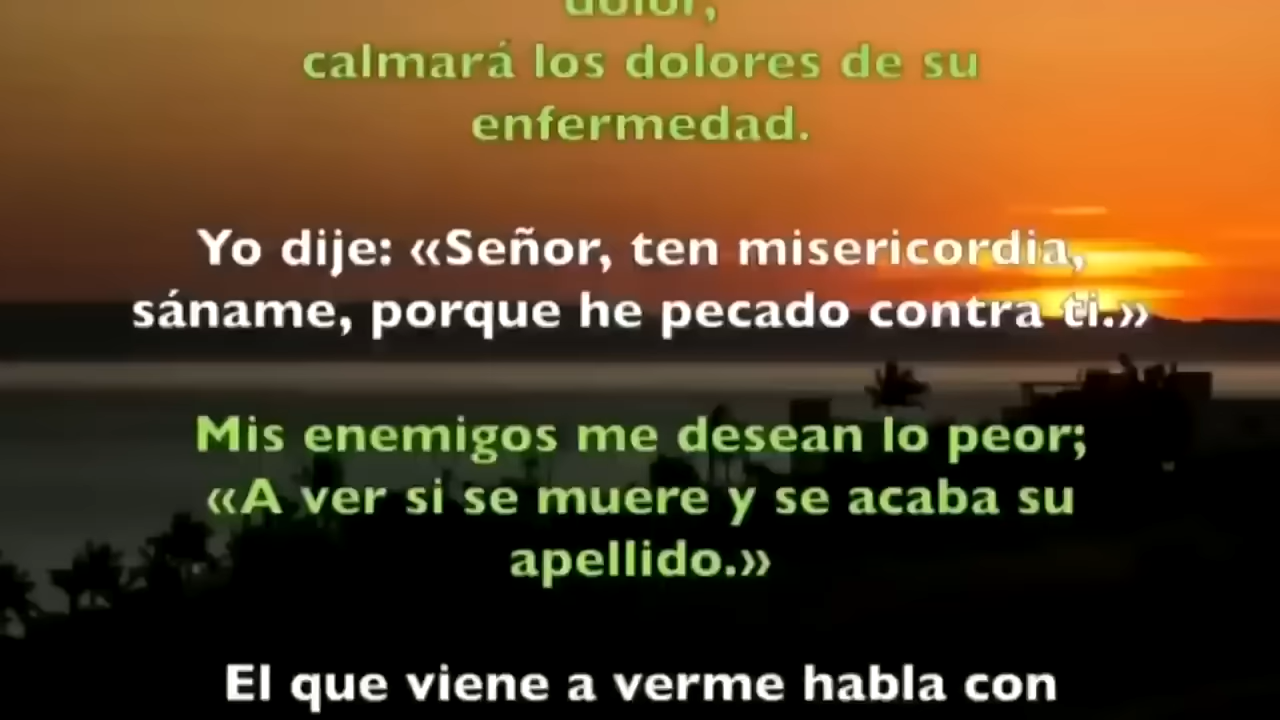 dolor,
calmará los dolores de su
enfermedad.
Yo dije: «Señor, ten misericordia,
sáname, porque he pecado contra ti.»
Mis enemigos me desean lo peor;
«A ver si se muere y se acaba su
apellido.»
El que viene a verme habla con